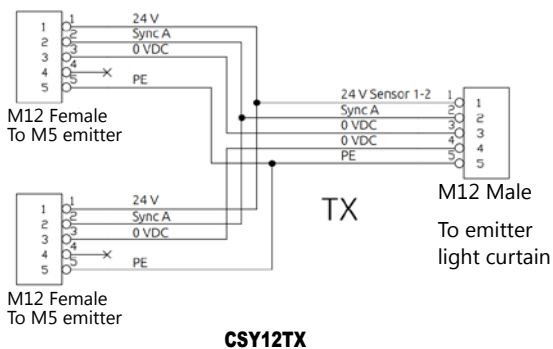 1 1 24 V
2 2 Sync A
3 3 0 VDC
4 4
5 5 PE
M12 Female
To M5 emitter
24 V Sensor 1-2 1 1
Sync A 2 2
0 VDC 3 3
0 VDC 4 4
PE 5 5
M12 Male
To emitter
light curtain
TX
1 1 24 V
2 2 Sync A
3 3 0 VDC
4 4
5 5 PE
M12 Female
To M5 emitter
CSY12TX